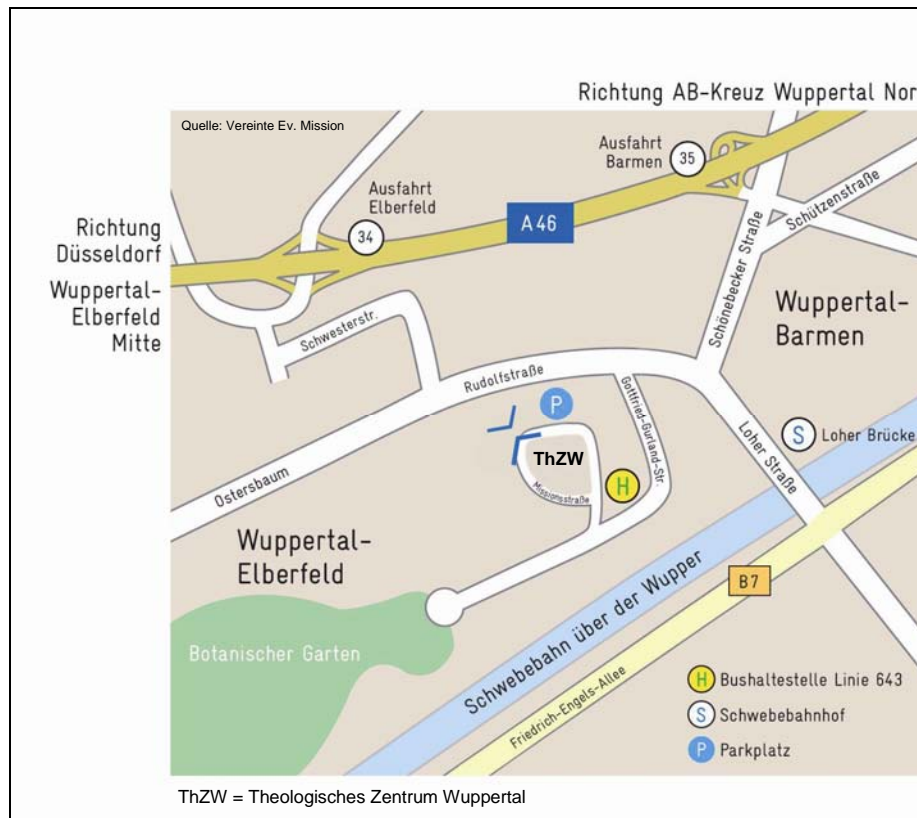 Richtung AB-Kreuz Wuppertal Nor
Quelle: Vereinte Ev. Mission
Ausfahrt
Barmen
35
Ausfahrt
Elberfeld
34
A 46
Schützenstraße
Schönebecker Straße
Richtung
Düsseldorf
Wuppertal-
Elberfeld
Mitte
Schwesterstr.
Wuppertal-
Barmen
Rudolfstraße
P
Gottfried-Gurland-Str.
Loher Straße
S
Loher Brücke
ThZW
Missionsstraße
H
Ostersbaum
Wuppertal-
Elberfeld
B7
Schwebebahn über der Wupper
Botanischer Garten
Friedrich-Engels-Allee
H Bushaltestelle Linie 643
S Schwebebahnhof
P Parkplatz
ThZW = Theologisches Zentrum Wuppertal